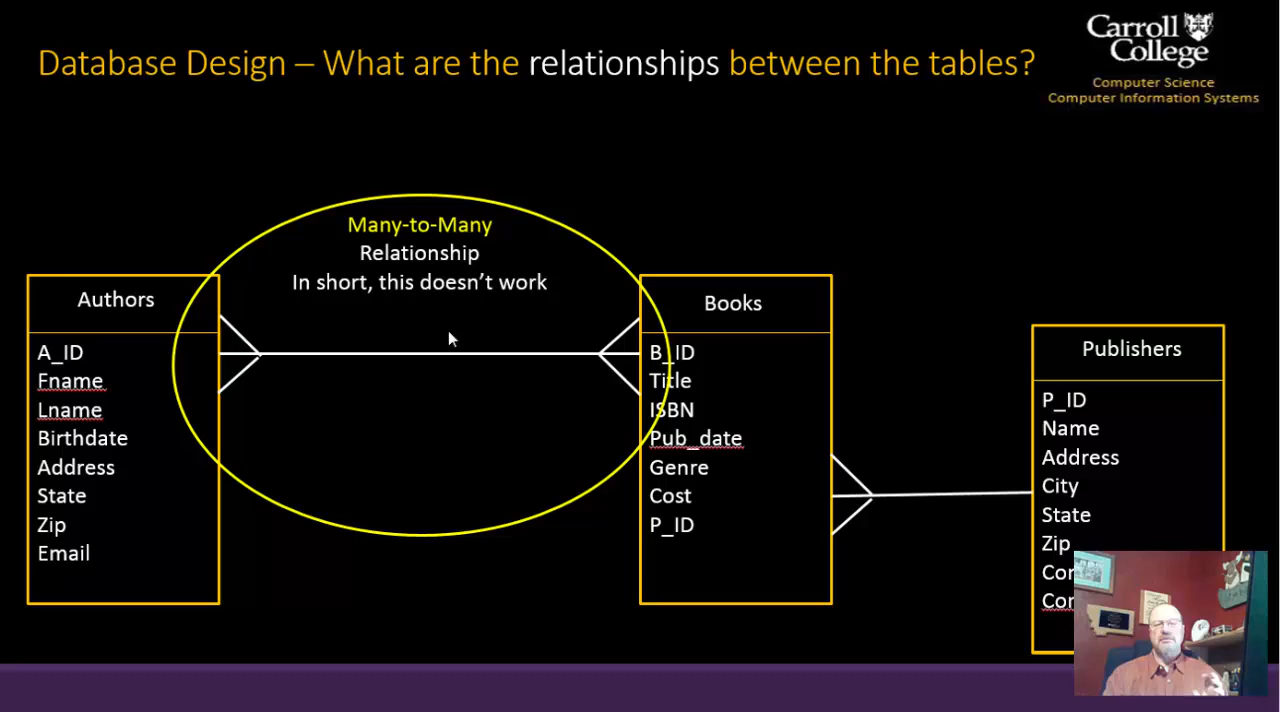 Database Design – What are the relationships between the tables?
Carroll
College
Computer Science
Computer Information Systems
Many-to-Many
Relationship
In short, this doesn't work
Authors
A_ID
Fname
Lname
Birthdate
Address
State
Zip
Email
Books
B_ID
Title
ISBN
Pub_date
Genre
Cost
P_ID
Publishers
P_ID
Name
Address
City
State
Zip